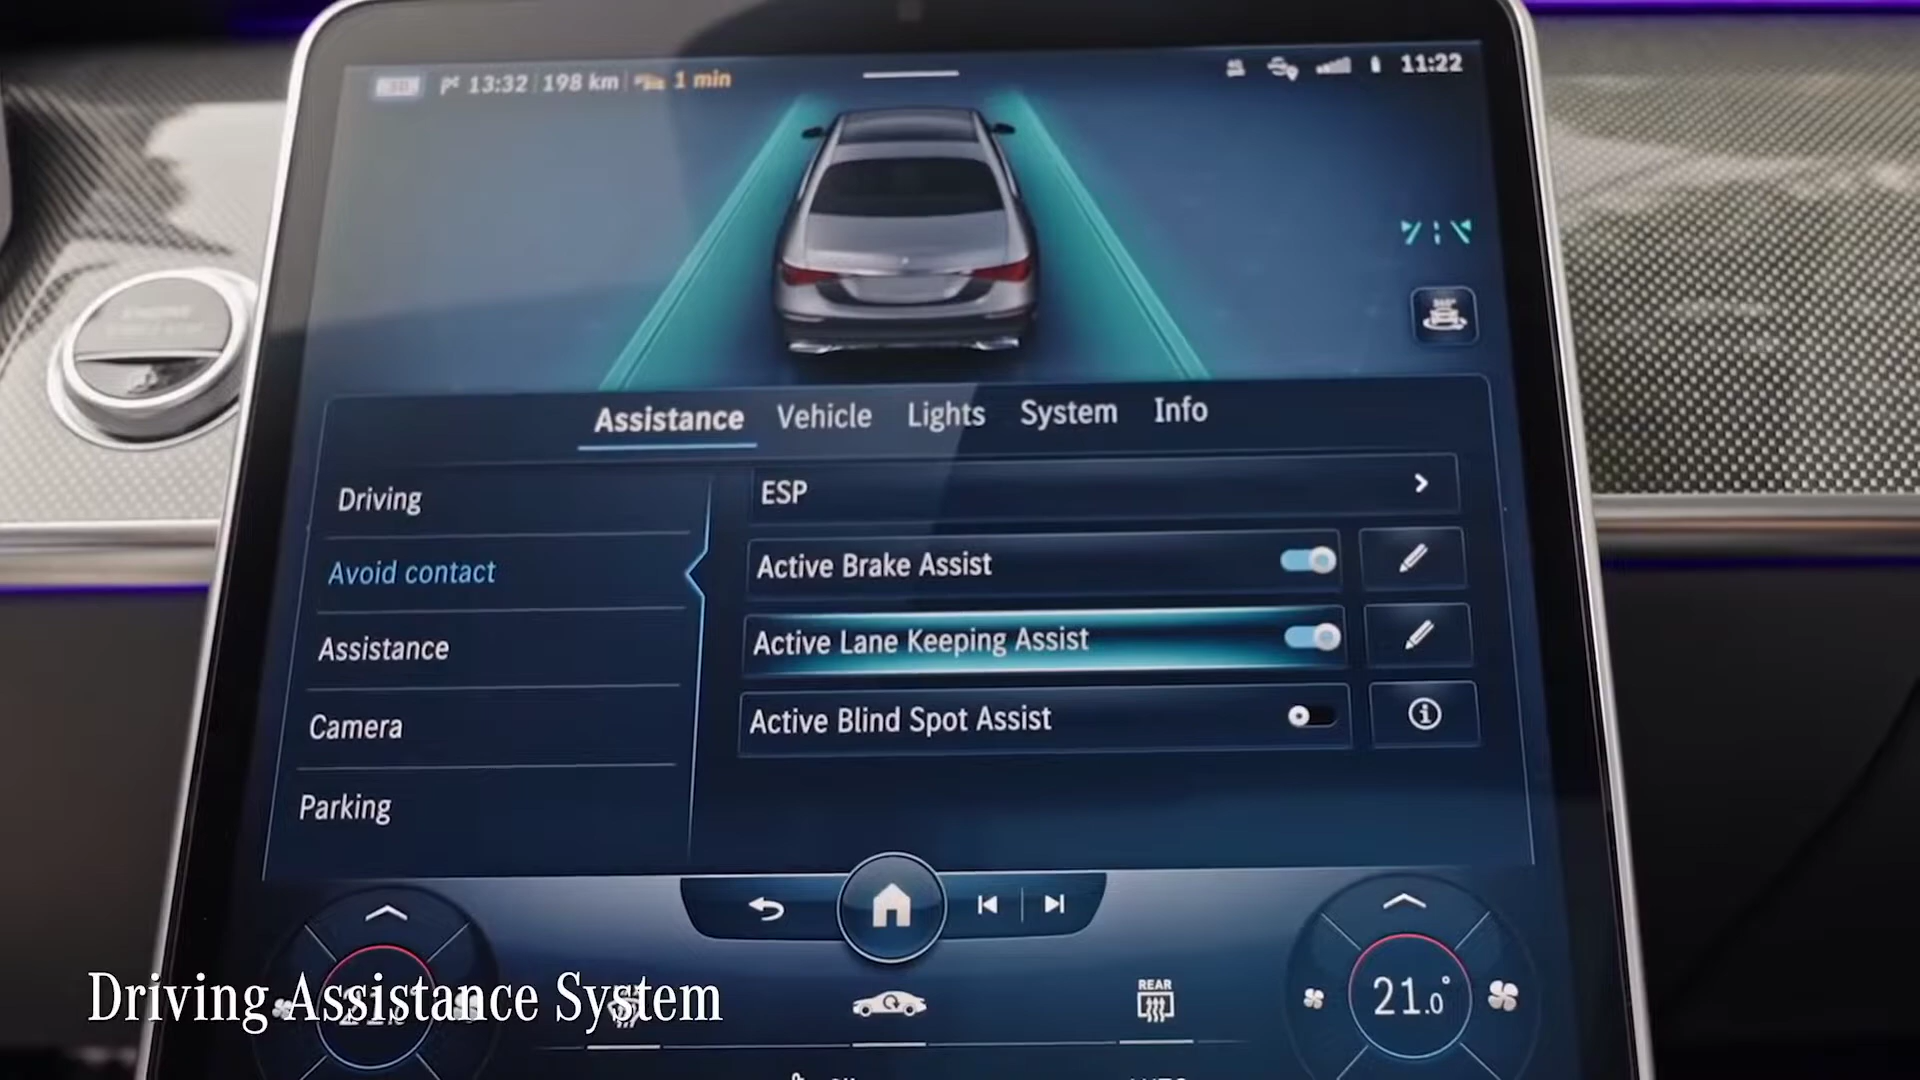 13:32 198 km 1 min
11:22
360°
Assistance Vehicle Lights System Info
Driving
Avoid contact
Assistance
Camera
Parking
ESP
Active Brake Assist
Active Lane Keeping Assist
Active Blind Spot Assist
REAR
21.0°
Driving Assistance System